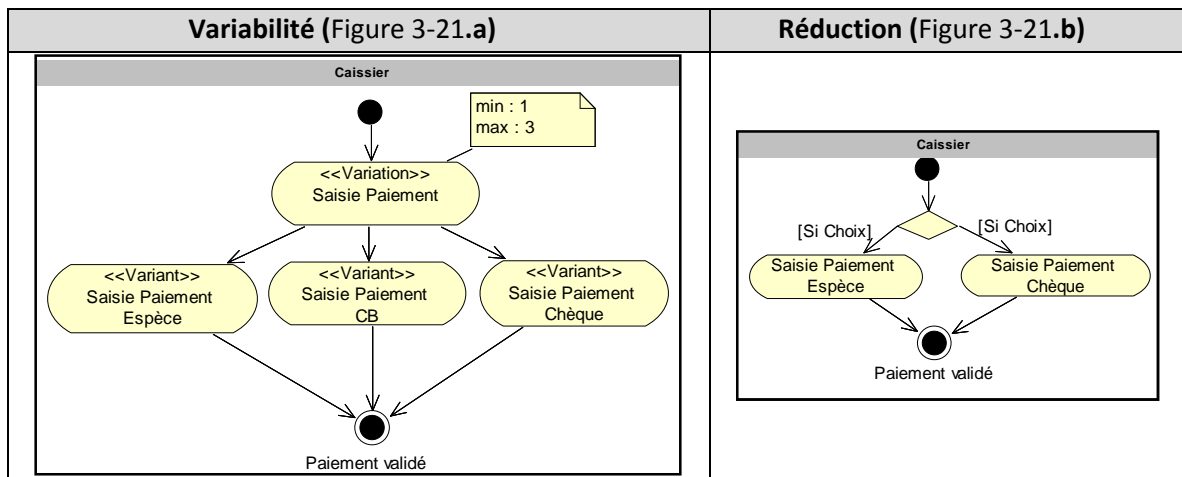 Variabilité (Figure 3-21.a)
Réduction (Figure 3-21.b)
Caissier
min : 1
max : 3
<<Variation>>
Saisie Paiement
<<Variant>>
Saisie Paiement
Espèce
<<Variant>>
Saisie Paiement
CB
<<Variant>>
Saisie Paiement
Chèque
Paiement validé
Caissier
[Si Choix]
[Si Choix]
Saisie Paiement
Espèce
Saisie Paiement
Chèque
Paiement validé